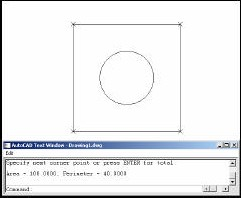 AutoCAD Text Window - Drawing1.dwg
Edit
Specify next corner point or press ENTER for total
Area = 100.0000, Perimeter = 40.0000
Command: